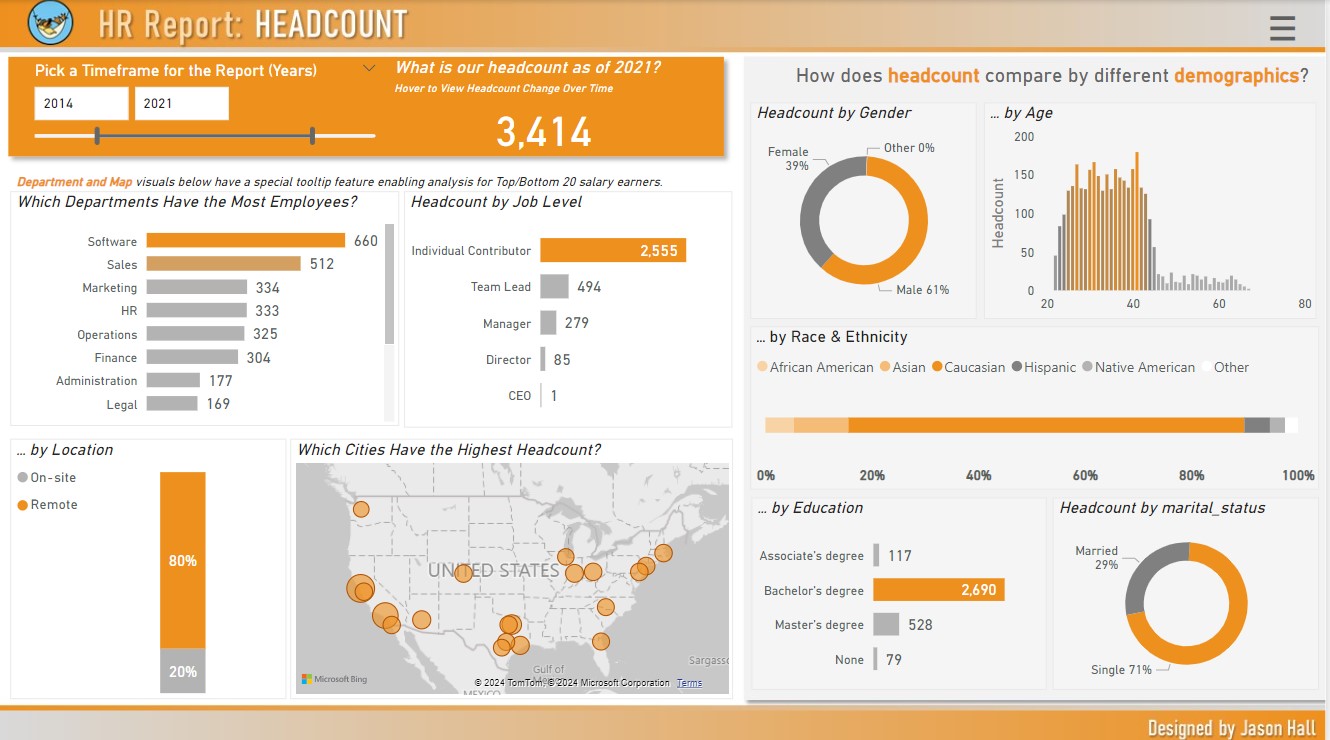 HR Report: HEADCOUNT
Pick a Timeframe for the Report (Years)
2014
2021
What is our headcount as of 2021?
Hover to View Headcount Change Over Time
3,414
Department and Map visuals below have a special tooltip feature enabling analysis for Top/Bottom 20 salary earners.
Which Departments Have the Most Employees?
Software 660
Sales 512
Marketing 334
HR 333
Operations 325
Finance 304
Administration 177
Legal 169
Headcount by Job Level
Individual Contributor 2,555
Team Lead 494
Manager 279
Director 85
CEO 1
... by Location
On-site
Remote
80%
20%
Which Cities Have the Highest Headcount?
UNITED STATES
Gulf of
Sargass
MEXICO
Microsoft Bing
© 2024 TomTom, © 2024 Microsoft Corporation Terms
How does headcount compare by different demographics?
Headcount by Gender
Female
39%
Other 0%
Male 61%
... by Age
Headcount
200
150
100
50
0
20 40 60 80
... by Race & Ethnicity
African American Asian Caucasian Hispanic Native American Other
0% 20% 40% 60% 80% 100%
... by Education
Associate's degree 117
Bachelor's degree 2,690
Master's degree 528
None 79
Headcount by marital_status
Married
29%
Single 71%
Designed by Jason Hall